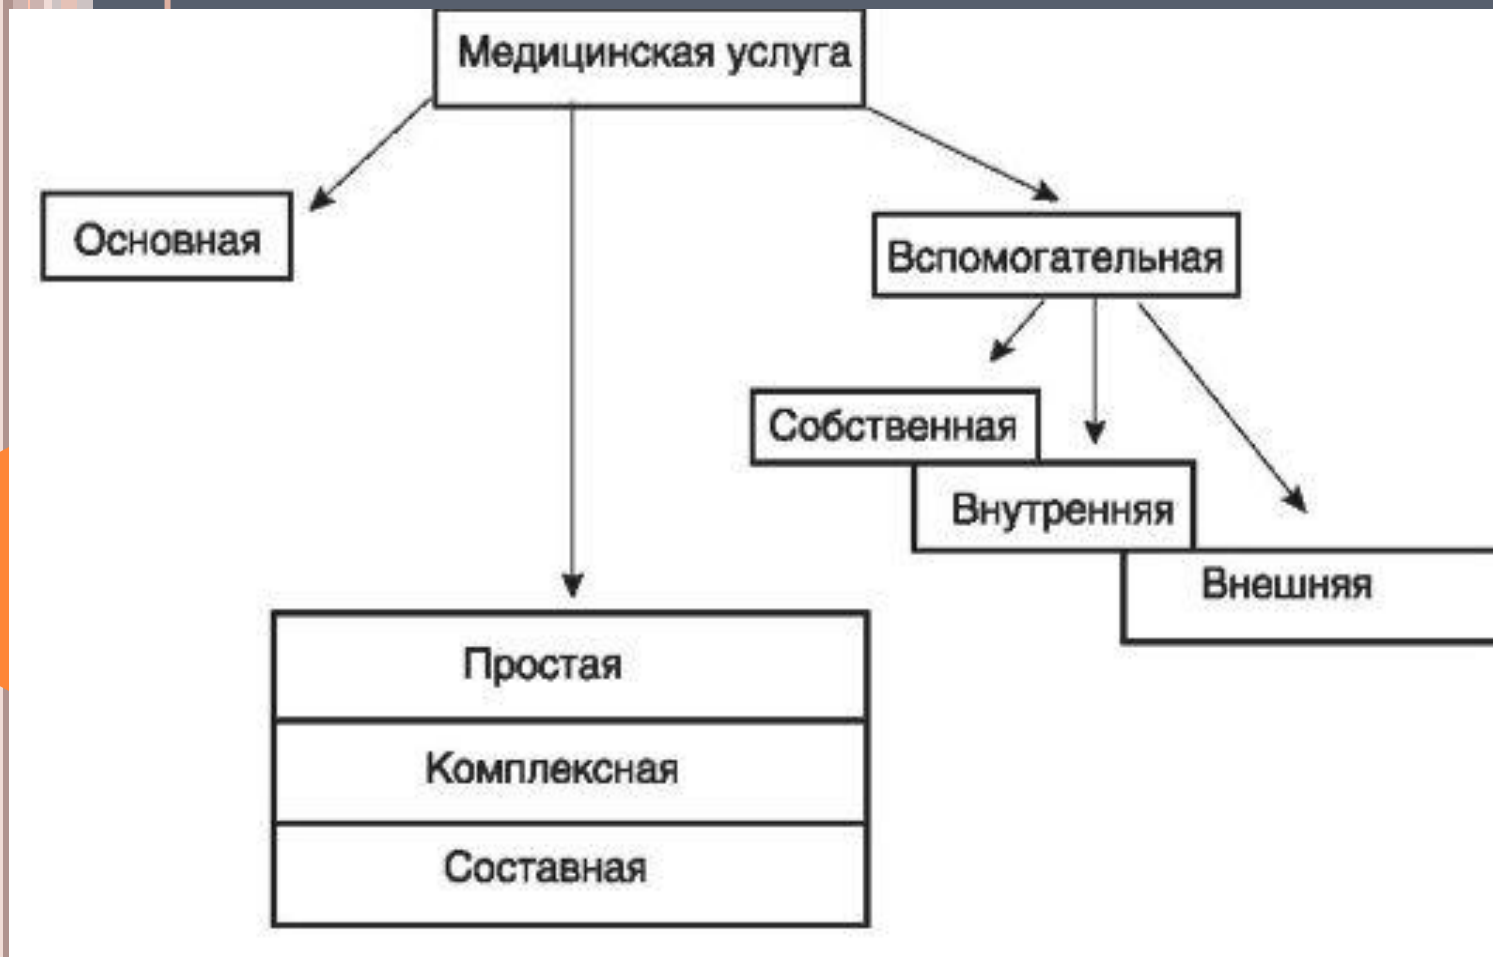 Медицинская услуга
Основная
Вспомогательная
Собственная
Внутренняя
Внешняя
Простая
Комплексная
Составная